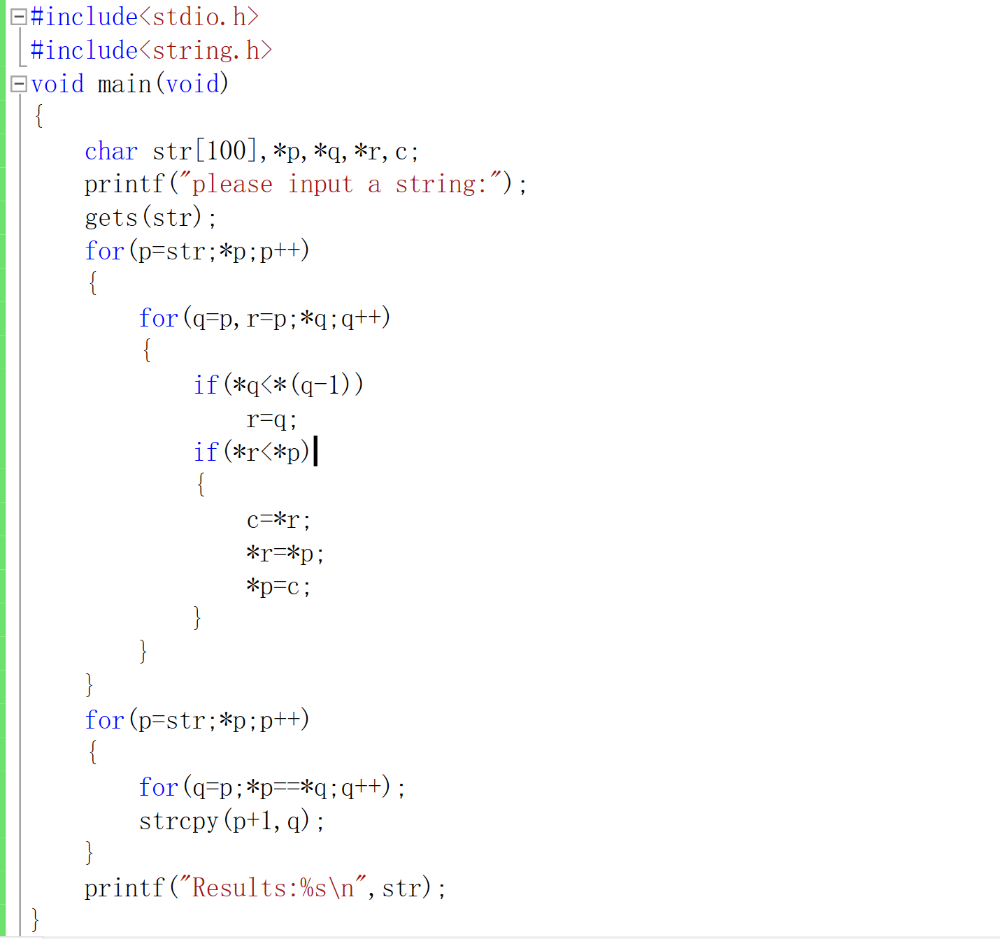 #include<stdio.h>
#include<string.h>
void main(void)
{
    char str[100],*p,*q,*r,c;
    printf("please input a string:");
    gets(str);
    for(p=str;*p;p++)
    {
        for(q=p,r=p;*q;q++)
        {
            if(*q<*(q-1))
                r=q;
            if(*r<*p)
            {
                c=*r;
                *r=*p;
                *p=c;
            }
        }
    }
    for(p=str;*p;p++)
    {
        for(q=p;*p==*q;q++);
        strcpy(p+1,q);
    }
    printf("Results:%s\n",str);
}